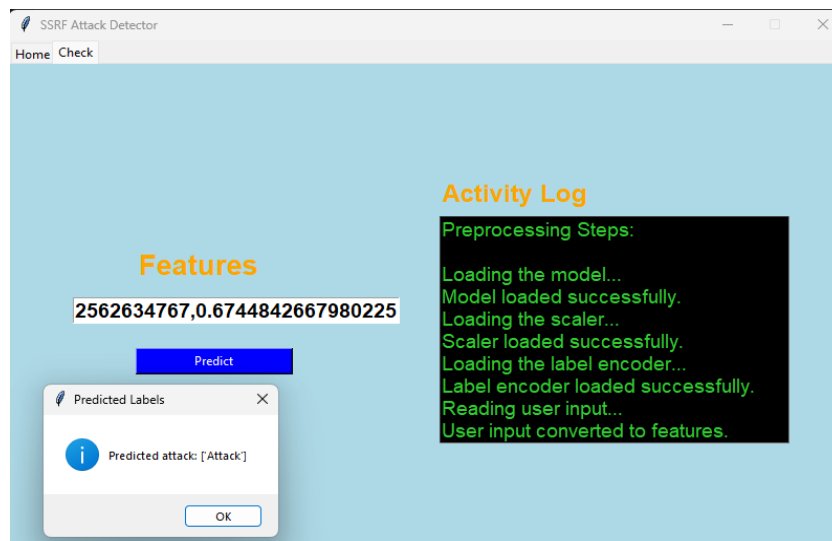 SSRF Attack Detector
Home Check
Activity Log
Preprocessing Steps:
Loading the model...
Model loaded successfully.
Loading the scaler...
Scaler loaded successfully.
Loading the label encoder...
Label encoder loaded successfully.
Reading user input...
User input converted to features.
Features
2562634767,0.6744842667980225
Predict
Predicted Labels
Predicted attack: ['Attack']
OK